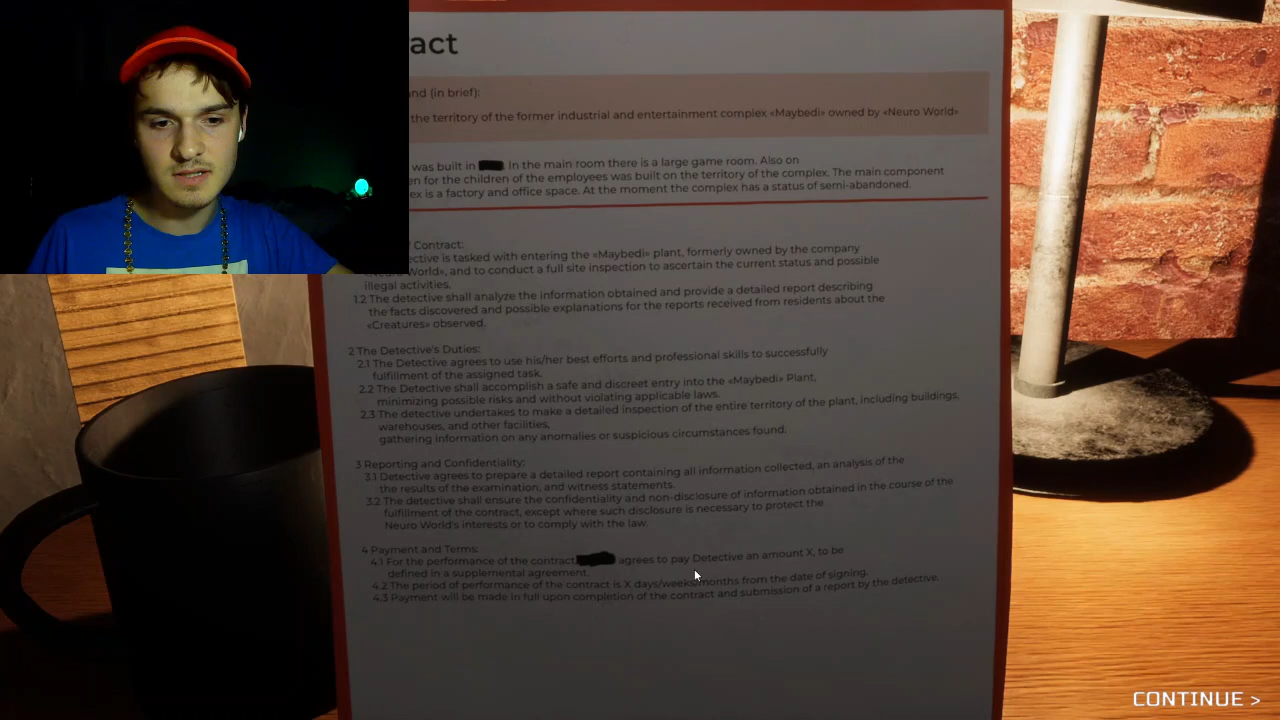 act
and (in brief):
the territory of the former industrial and entertainment complex «Maybedi» owned by «Neuro World»
was built in . In the main room there is a large game room. Also on
en for the children of the employees was built on the territory of the complex. The main component
ex is a factory and office space. At the moment the complex has a status of semi-abandoned.
Contract:
ective is tasked with entering the «Maybedi» plant, formerly owned by the company
«Neuro World», and to conduct a full site inspection to ascertain the current status and possible
illegal activities.
1.2 The detective shall analyze the information obtained and provide a detailed report describing
the facts discovered and possible explanations for the reports received from residents about the
«Creatures» observed.
2 The Detective's Duties:
2.1 The Detective agrees to use his/her best efforts and professional skills to successfully
fulfillment of the assigned task.
2.2 The Detective shall accomplish a safe and discreet entry into the «Maybedi» Plant,
minimizing possible risks and without violating applicable laws.
2.3 The detective undertakes to make a detailed inspection of the entire territory of the plant, including buildings,
warehouses, and other facilities,
gathering information on any anomalies or suspicious circumstances found.
3 Reporting and Confidentiality:
3.1 Detective agrees to prepare a detailed report containing all information collected, an analysis of the
the results of the examination, and witness statements.
3.2 The detective shall ensure the confidentiality and non-disclosure of information obtained in the course of the
fulfillment of the contract, except where such disclosure is necessary to protect the
Neuro World's interests or to comply with the law.
4 Payment and Terms:
4.1 For the performance of the contract, agrees to pay Detective an amount X, to be
defined in a supplemental agreement.
4.2 The period of performance of the contract is X days/weeks/months from the date of signing.
4.3 Payment will be made in full upon completion of the contract and submission of a report by the detective.
CONTINUE >